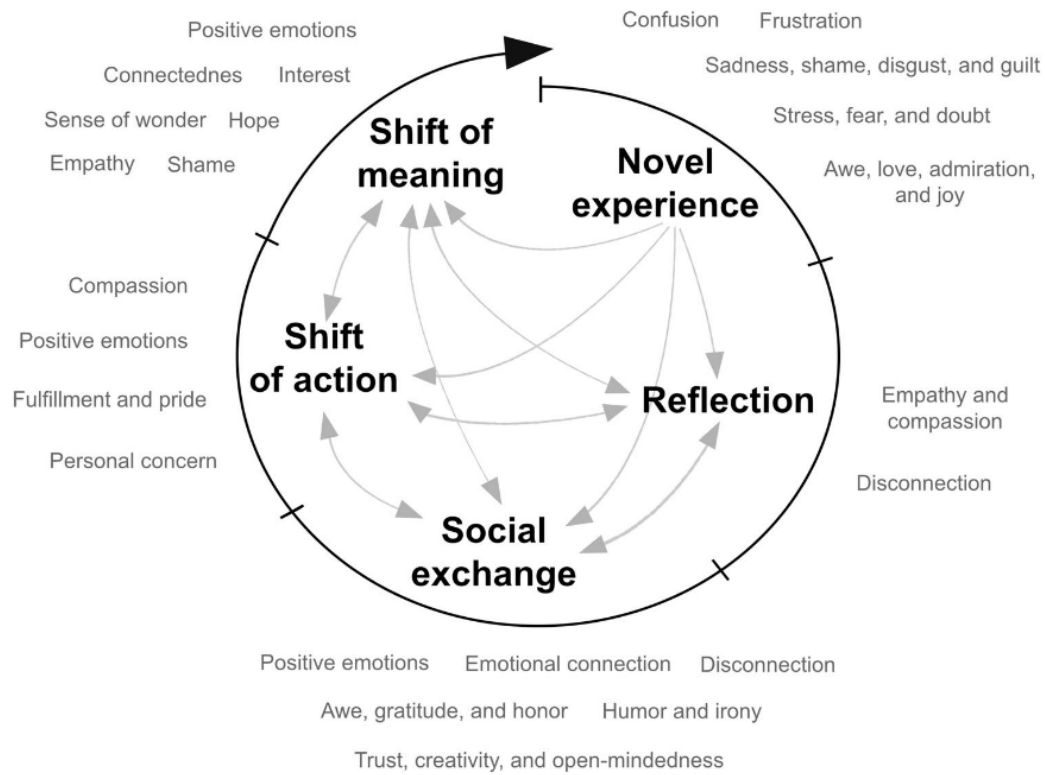 Positive emotions
Connectednes Interest
Sense of wonder Hope
Empathy Shame
Confusion Frustration
Sadness, shame, disgust, and guilt
Stress, fear, and doubt
Awe, love, admiration,
and joy
Shift of
meaning
Novel
experience
Compassion
Positive emotions
Fulfillment and pride
Personal concern
Shift
of action
Reflection
Empathy and
compassion
Disconnection
Social
exchange
Positive emotions Emotional connection Disconnection
Awe, gratitude, and honor Humor and irony
Trust, creativity, and open-mindedness